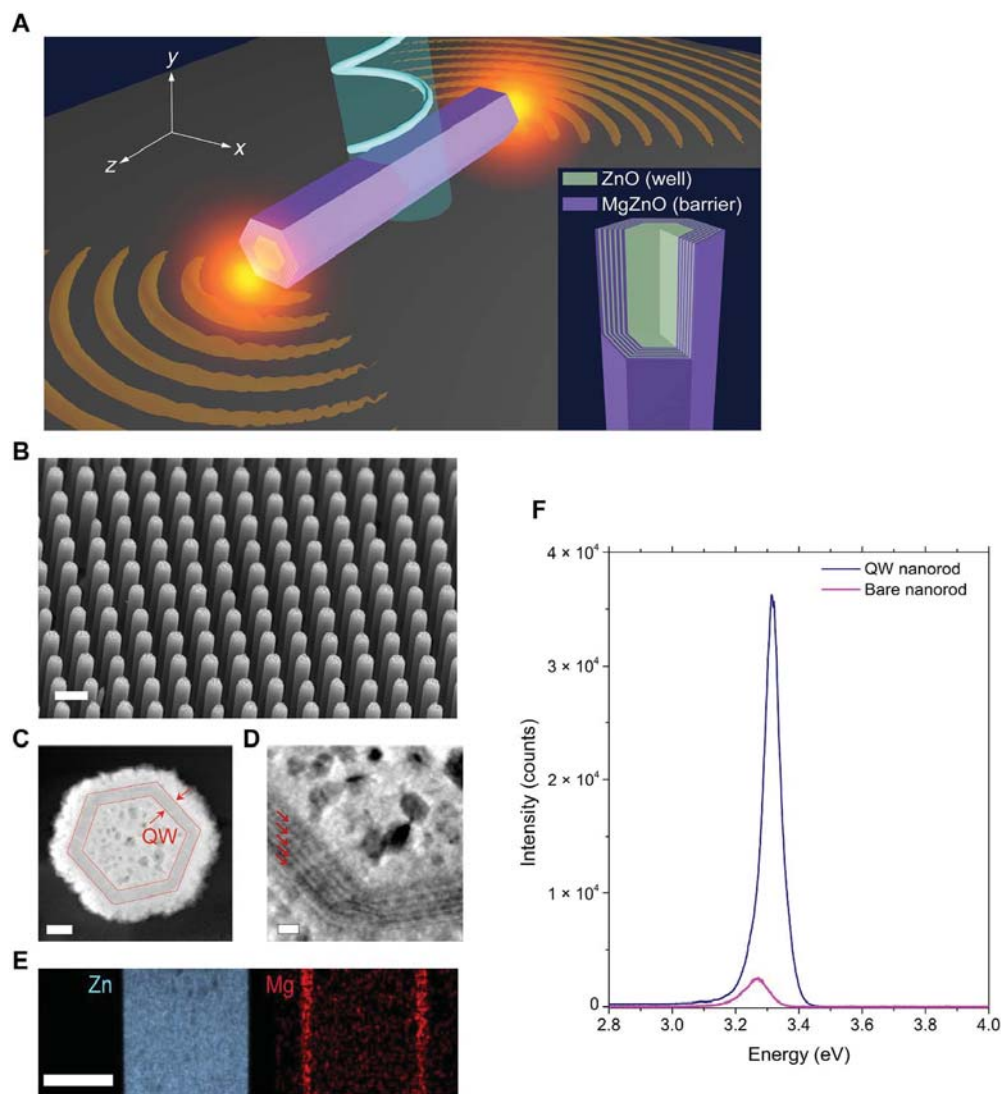 A
y
x
z
ZnO (well)
MgZnO (barrier)
B
C
QW
D
E
Zn
Mg
F
4 × 10⁴
3 × 10⁴
2 × 10⁴
1 × 10⁴
0
Intensity (counts)
QW nanorod
Bare nanorod
2.8 3.0 3.2 3.4 3.6 3.8 4.0
Energy (eV)